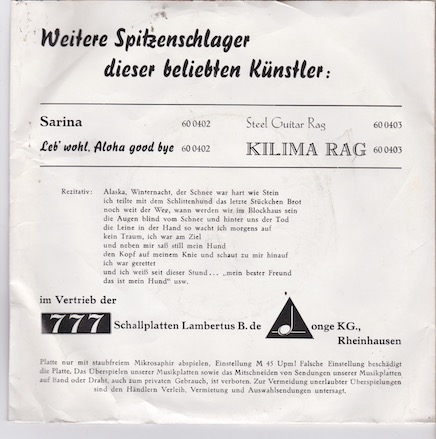 Weitere Spitzenschlager
dieser beliebten Künstler:
Sarina 60 0402 Steel Guitar Rag 60 0403
Leb' wohl, Aloha good bye 60 0402 KILIMA RAG 60 0403
Rezitativ: Alaska, Winternacht, der Schnee war hart wie Stein
ich teilte mit dem Schlittenhund das letzte Stückchen Brot
noch weit der Weg, wann werden wir im Blockhaus sein
die Augen blind vom Schnee und hinter uns der Tod
die Leine in der Hand so wacht ich morgens auf
kein Traum, ich war am Ziel
und neben mir saß still mein Hund
den Kopf auf meinem Knie und schaut zu mir hinauf
ich war gerettet
und ich weiß seit dieser Stund ... „mein bester Freund
das ist mein Hund" usw.
im Vertrieb der
777 Schallplatten Lambertus B. de Jonge KG.,
Rheinhausen
Platte nur mit staubfreiem Mikrosaphir abspielen, Einstellung M 45 Upm! Falsche Einstellung beschädigt
die Platte. Das Überspielen unserer Musikplatten sowie das Mitschneiden von Sendungen unserer Musikplatten
auf Band oder Draht, auch zum privaten Gebrauch, ist verboten. Zur Vermeidung unerlaubter Überspielungen
sind den Händlern Verleih, Vermietung und Auswahlsendungen untersagt.